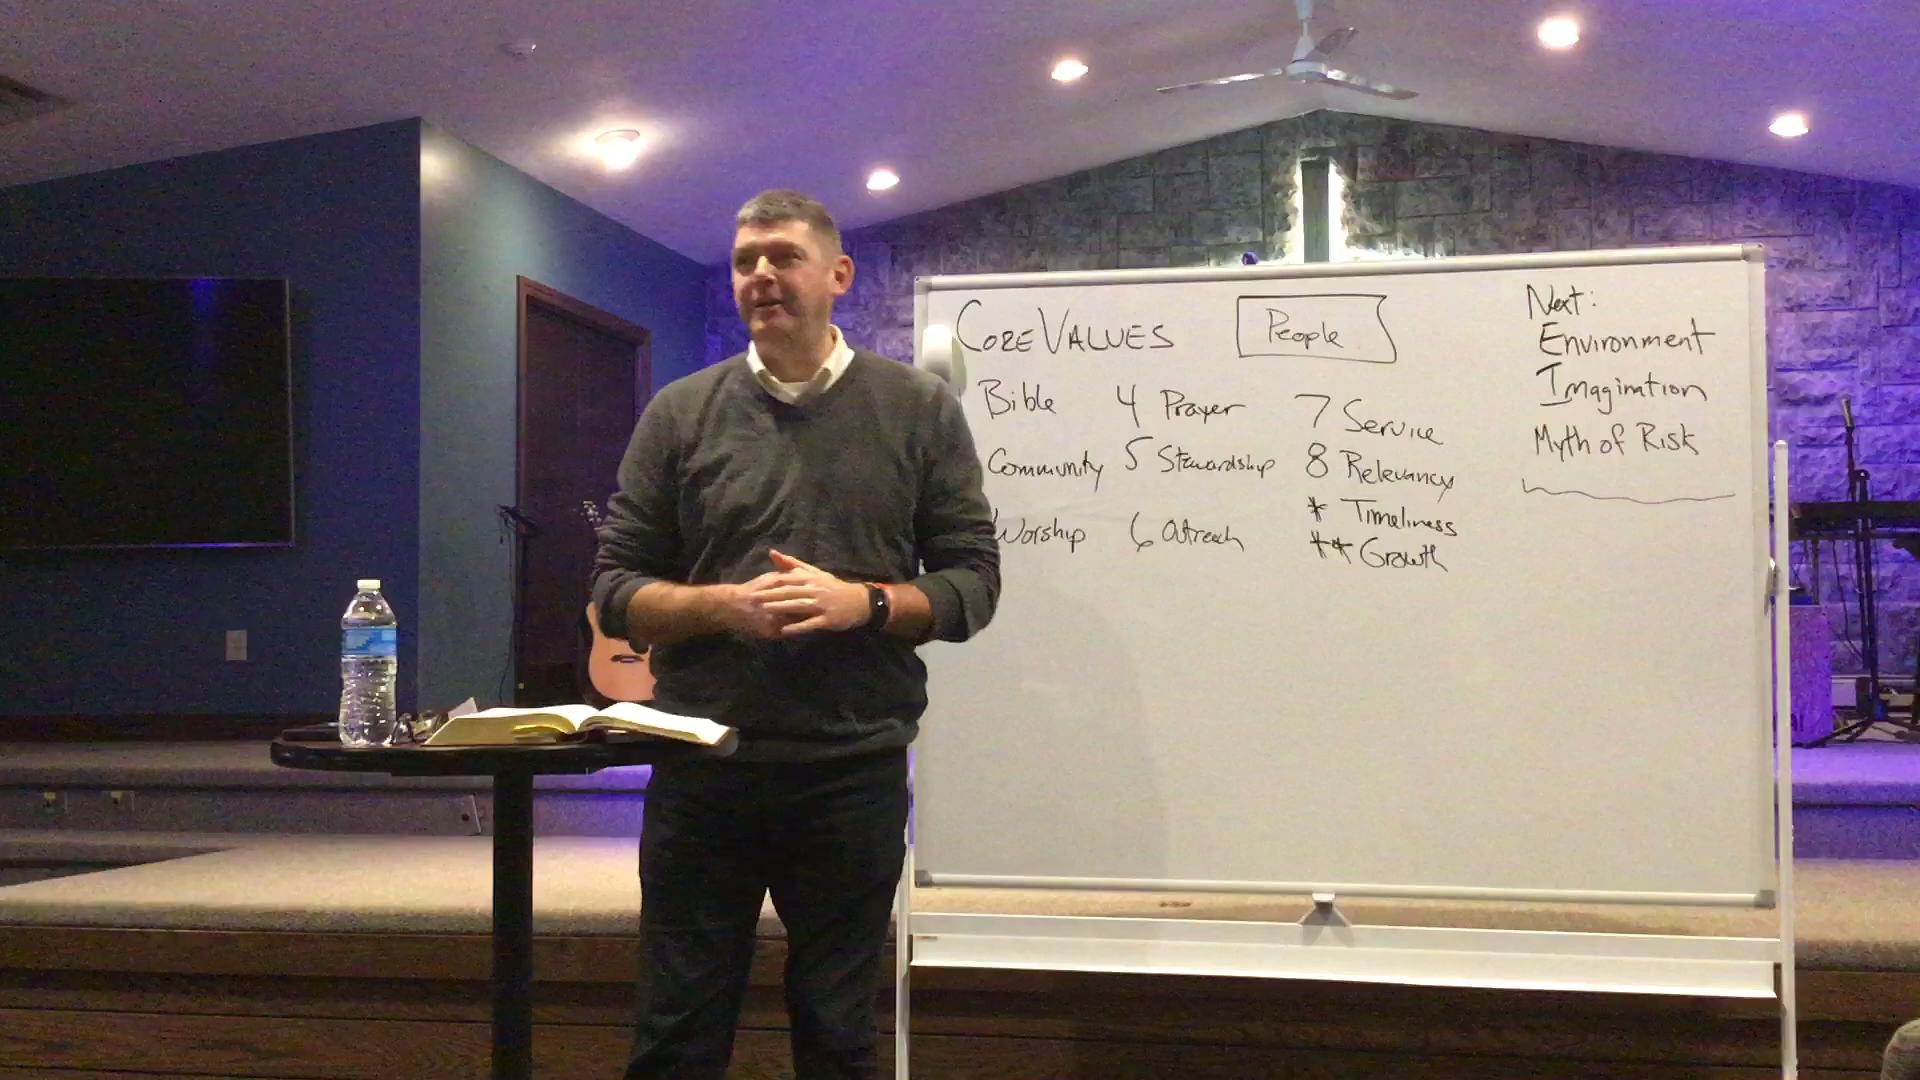 Core Values
People
Bible
Community
Worship
4 Prayer
5 Stewardship
6 Outreach
7 Service
8 Relevancy
* Timeliness
** Growth
Next:
Environment
Imagination
Myth of Risk